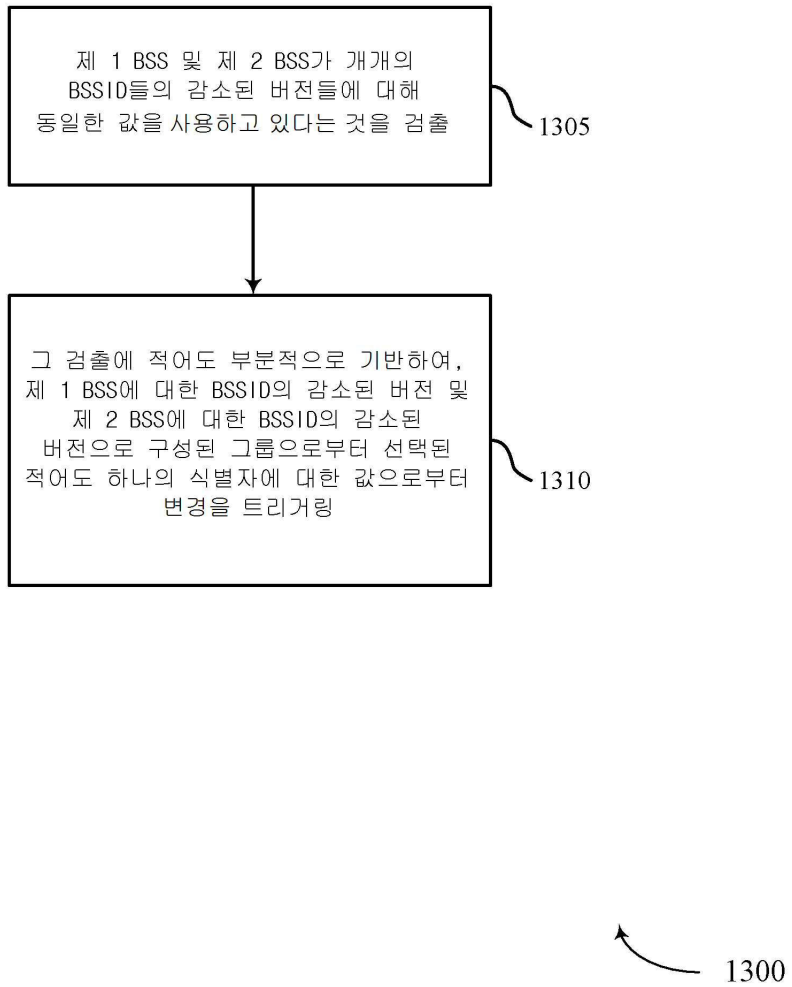 제 1 BSS 및 제 2 BSS가 개개의
BSSID들의 감소된 버전들에 대해
동일한 값을 사용하고 있다는 것을 검출
1305
그 검출에 적어도 부분적으로 기반하여,
제 1 BSS에 대한 BSSID의 감소된 버전 및
제 2 BSS에 대한 BSSID의 감소된
버전으로 구성된 그룹으로부터 선택된
적어도 하나의 식별자에 대한 값으로부터
변경을 트리거링
1310
1300